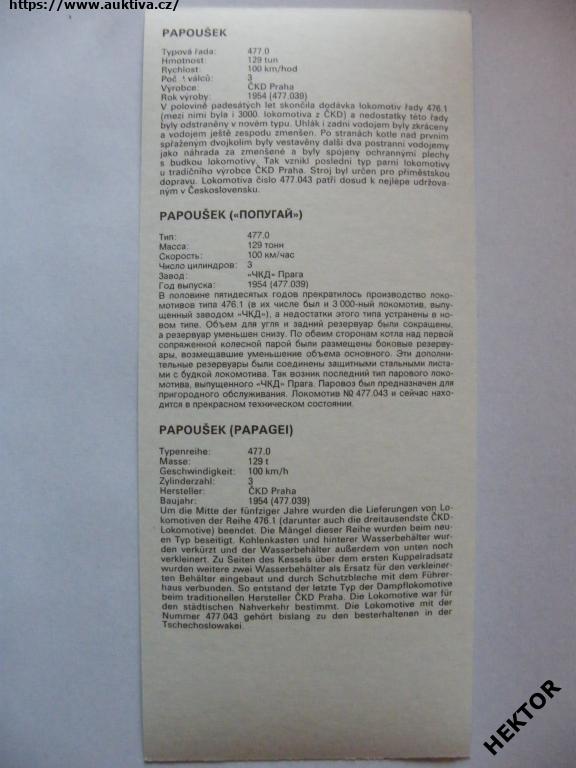 https://www.auktiva.cz/
PAPOUŠEK
Typová řada: 477.0
Hmotnost: 129 tun
Rychlost: 100 km/hod
válců: 3
Výrobce: ČKD Praha
Rok výroby: 1954 (477.039)
V polovině padesátých let skončila dodávka lokomotiv řady 476.1
(mezi nimi byla i 3000. lokomotiva z ČKD) a nedostatky této řady
byly odstraněny v novém typu. Uhlák i zadní vodojem byly zkráceny
a vodojem ještě zespodu zmenšen. Po stranách kotle nad prvním
spřaženým dvojkolím byly vestavěny další dva postranní vodojemy
jako náhrada za zmenšené a byly spojeny ochrannými plechy
s budkou lokomotivy. Tak vznikl poslední typ parní lokomotivy
u tradičního výrobce ČKD Praha. Stroj byl určen pro příměstskou
dopravu. Lokomotiva číslo 477.043 patří dosud k nejlépe udržova-
ným v Československu.
PAPOUŠEK («ПОПУГАЙ»)
Тип: 477.0
Масса: 129 тонн
Скорость: 100 км/час
Число цилиндров: 3
Завод: «ЧКД» Прага
Год выпуска: 1954 (477.039)
В половине пятидесятых годов прекратилось производство локо-
мотивов типа 476.1 (в их числе был и 3 000-ный локомотив, выпу-
щенный заводом «ЧКД»), а недостатки этого типа устранены в но-
вом типе. Объем для угля и задний резервуар были сокращены,
а резервуар уменьшен снизу. По обеим сторонам котла над первой
сопряженной колесной парой были размещены боковые резерву-
ары, возмещавшие уменьшение объема основного. Эти дополни-
тельные резервуары были соединены защитными стальными листа-
ми с будкой локомотива. Так возник последний тип парового локо-
мотива, выпущенного «ЧКД» Прага. Паровоз был предназначен для
пригородного обслуживания. Локомотив № 477.043 и сейчас нахо-
дится в прекрасном техническом состоянии.
PAPOUŠEK (PAPAGEI)
Typenreihe: 477.0
Masse: 129 t
Geschwindigkeit: 100 km/h
Zylinderzahl: 3
Hersteller: ČKD Praha
Baujahr: 1954 (477.039)
Um die Mitte der fünfziger Jahre wurden die Lieferungen von Lo-
komotiven der Reihe 476.1 (darunter auch die dreitausendste ČKD-
Lokomotive) beendet. Die Mängel dieser Reihe wurden beim neu-
en Typ beseitigt. Kohlenkasten und hinterer Wasserbehälter wur-
den verkürzt und der Wasserbehälter außerdem von unten noch
verkleinert. Zu Seiten des Kessels über dem ersten Kuppelradsatz
wurden weitere zwei Wasserbehälter als Ersatz für den verkleiner-
ten Behälter eingebaut und durch Schutzbleche mit dem Führer-
haus verbunden. So entstand der letzte Typ der Dampflokomotive
beim traditionellen Hersteller ČKD Praha. Die Lokomotive war für
den städtischen Nahverkehr bestimmt. Die Lokomotive mit der
Nummer 477.043 gehört bislang zu den besterhaltenen in der
Tschechoslowakei.
HEKTOR